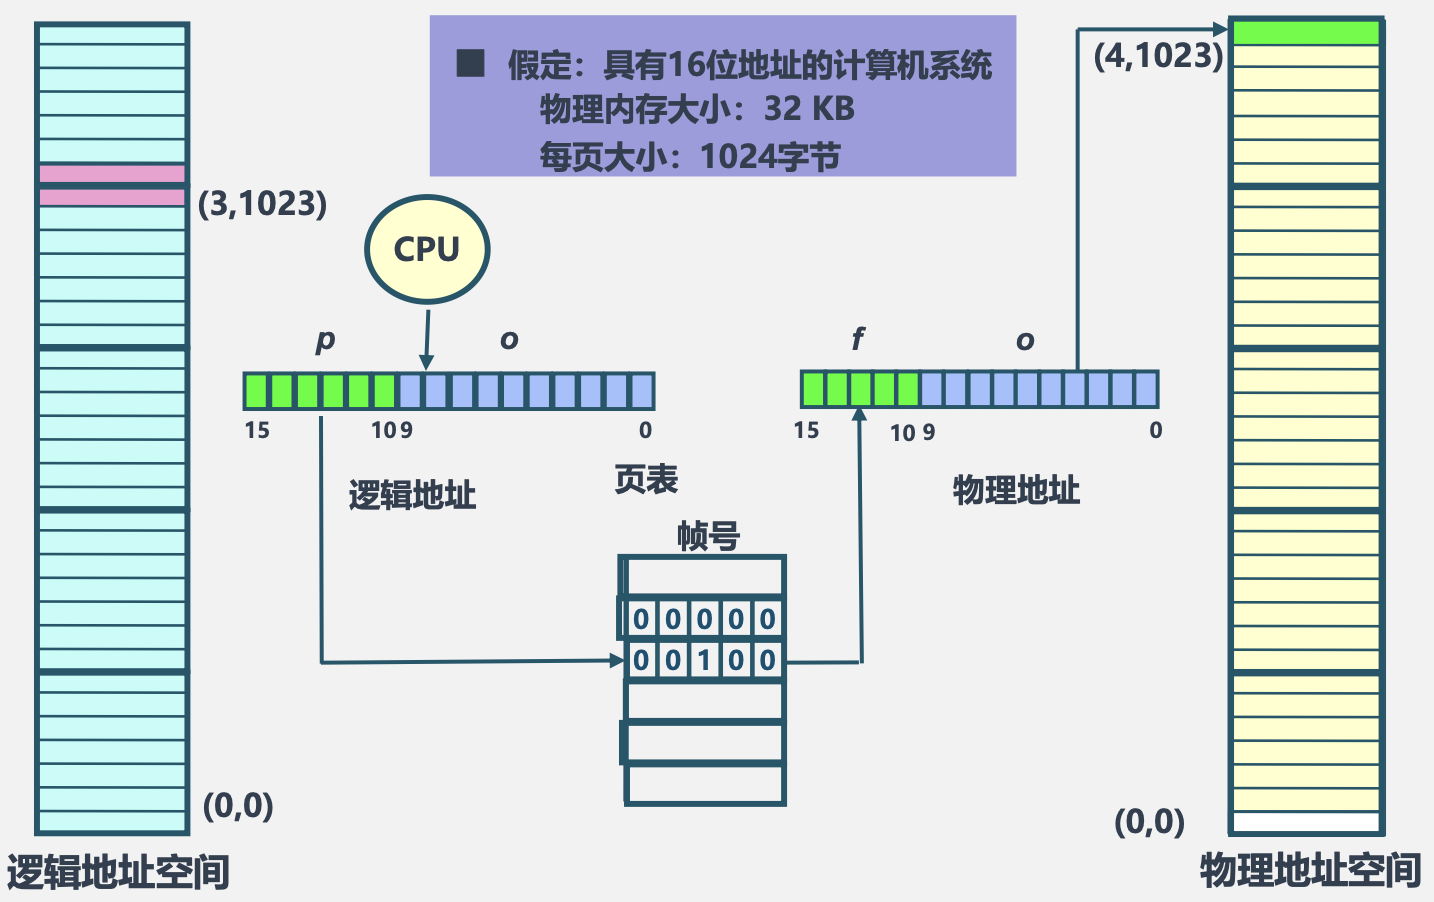 ■ 假定：具有16位地址的计算机系统
物理内存大小：32 KB
每页大小：1024字节
(4,1023)
(3,1023)
CPU
p o
f o
15 10 9 0
15 10 9 0
逻辑地址
页表
物理地址
帧号
0 0 0 0 0
0 0 1 0 0
(0,0)
(0,0)
逻辑地址空间
物理地址空间